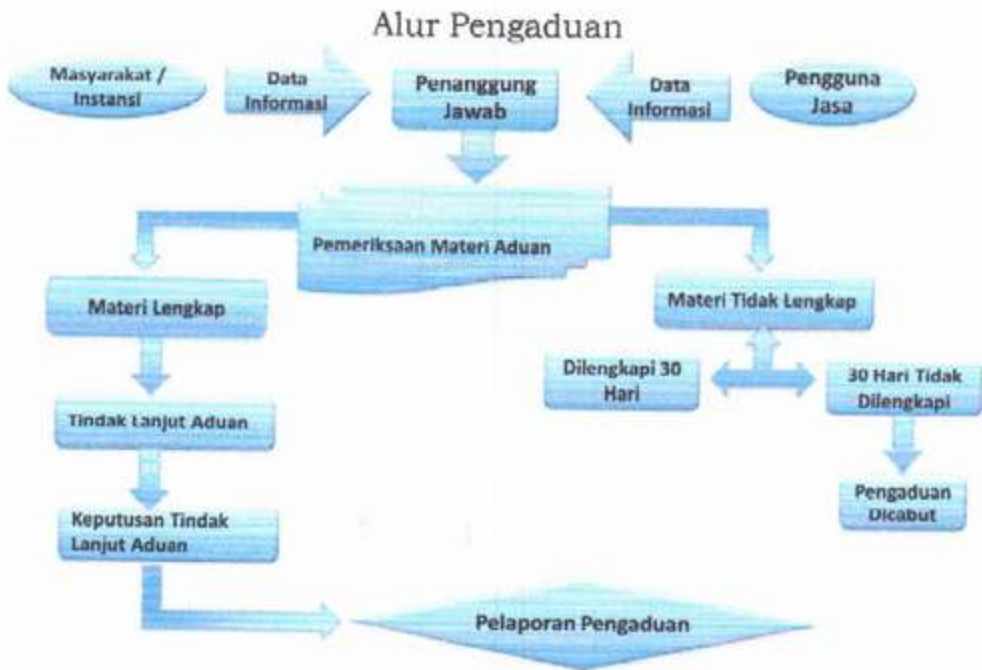 Alur Pengaduan
Masyarakat /
Instansi
Data
Informasi
Penanggung
Jawab
Data
Informasi
Pengguna
Jasa
Pemeriksaan Materi Aduan
Materi Lengkap
Materi Tidak Lengkap
Dilengkapi 30
Hari
30 Hari Tidak
Dilengkapi
Tindak Lanjut Aduan
Pengaduan
Dicabut
Keputusan Tindak
Lanjut Aduan
Pelaporan Pengaduan